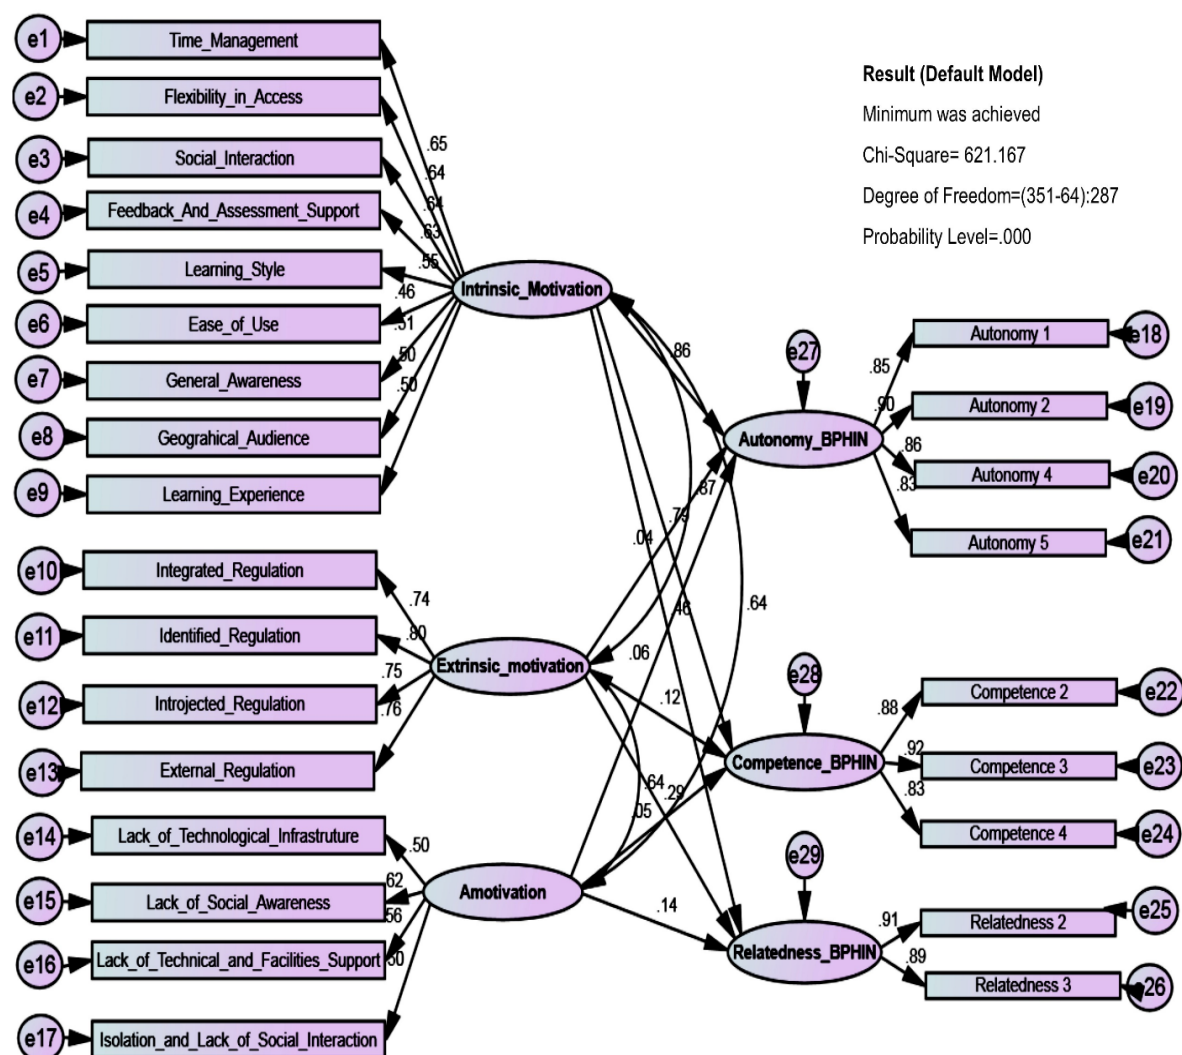 e1 Time_Management
e2 Flexibility_in_Access
e3 Social_Interaction
e4 Feedback_And_Assessment_Support
e5 Learning_Style
e6 Ease_of_Use
e7 General_Awareness
e8 Geograhical_Audience
e9 Learning_Experience
.65
.64
.64
.63
.55
.46
.51
.50
.50
Intrinsic_Motivation
e10 Integrated_Regulation
e11 Identified_Regulation
e12 Introjected_Regulation
e13 External_Regulation
.74
.80
.75
.76
Extrinsic_motivation
e14 Lack_of_Technological_Infrastruture
e15 Lack_of_Social_Awareness
e16 Lack_of_Technical_and_Facilities_Support
e17 Isolation_and_Lack_of_Social_Interaction
.50
.62
.56
.50
Amotivation
.86
.87
.79
.04
.46
.64
.06
.12
.64
.29
.05
.14
Result (Default Model)
Minimum was achieved
Chi-Square= 621.167
Degree of Freedom=(351-64):287
Probability Level=.000
e27
Autonomy_BPHIN
.85
.90
.86
.83
Autonomy 1 e18
Autonomy 2 e19
Autonomy 4 e20
Autonomy 5 e21
e28
Competence_BPHIN
.88
.92
.83
Competence 2 e22
Competence 3 e23
Competence 4 e24
e29
Relatedness_BPHIN
.91
.89
Relatedness 2 e25
Relatedness 3 e26